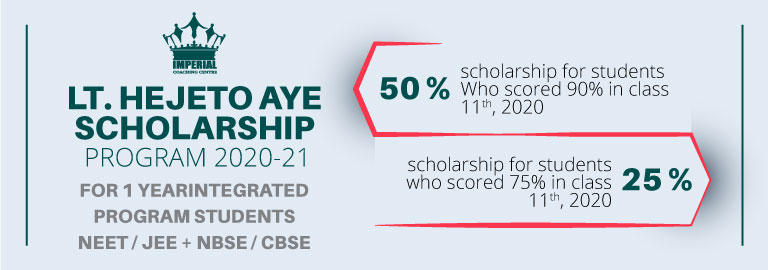 IMPERIAL
COACHING CENTRE
LT. HEJETO AYE
SCHOLARSHIP
PROGRAM 2020-21
FOR 1 YEARINTEGRATED
PROGRAM STUDENTS
NEET / JEE + NBSE / CBSE
50 %
scholarship for students
Who scored 90% in class
11th, 2020
scholarship for students
who scored 75% in class
11th, 2020
25 %